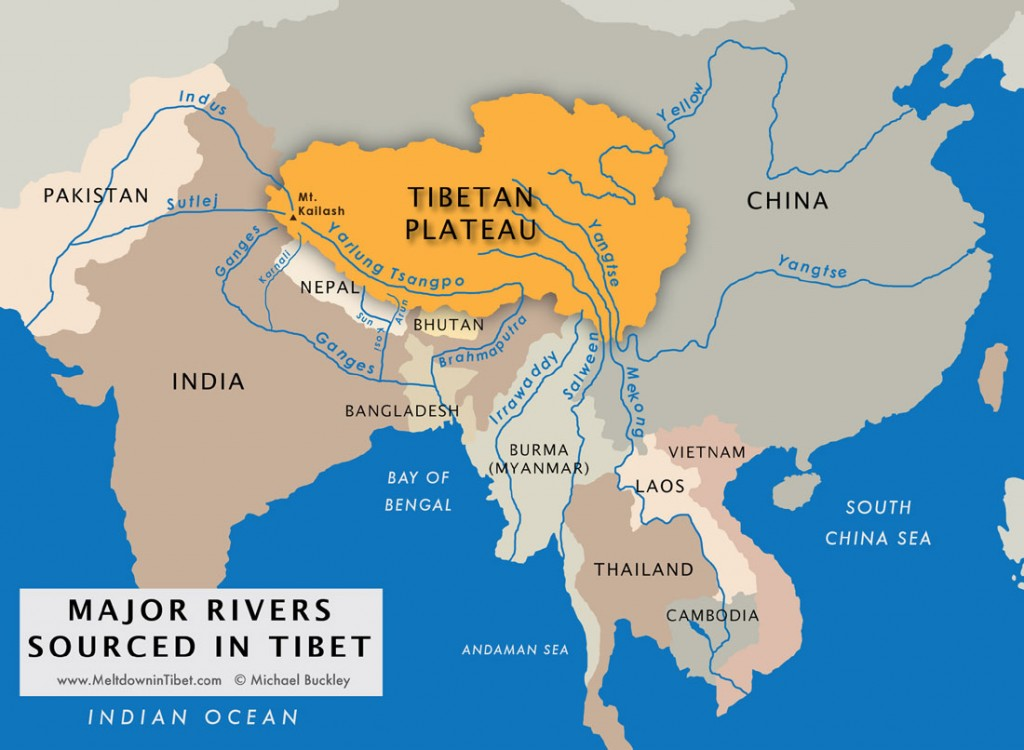 Indus
Yellow
PAKISTAN
Sutlej
Mt.
Kailash
TIBETAN
PLATEAU
CHINA
Ganges
Karnali
Yarlung Tsangpo
Yangtse
Yangtse
NEPAL
Sun Kosi
Arun
BHUTAN
Ganges
Brahmaputra
INDIA
Irrawaddy
Salween
Mekong
BANGLADESH
BURMA
(MYANMAR)
VIETNAM
LAOS
BAY OF
BENGAL
SOUTH
CHINA SEA
THAILAND
CAMBODIA
ANDAMAN SEA
MAJOR RIVERS
SOURCED IN TIBET
www.MeltdowninTibet.com © Michael Buckley
INDIAN OCEAN